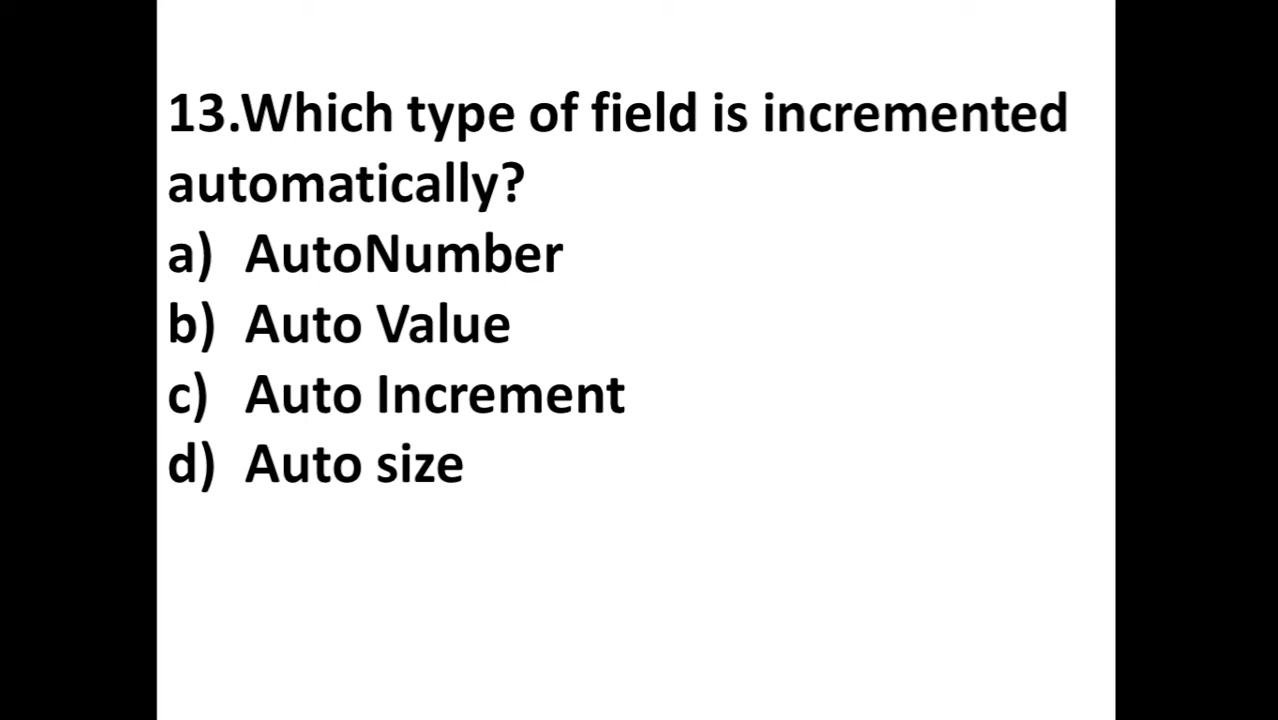 13.Which type of field is incremented
automatically?
a) AutoNumber
b) Auto Value
c) Auto Increment
d) Auto size